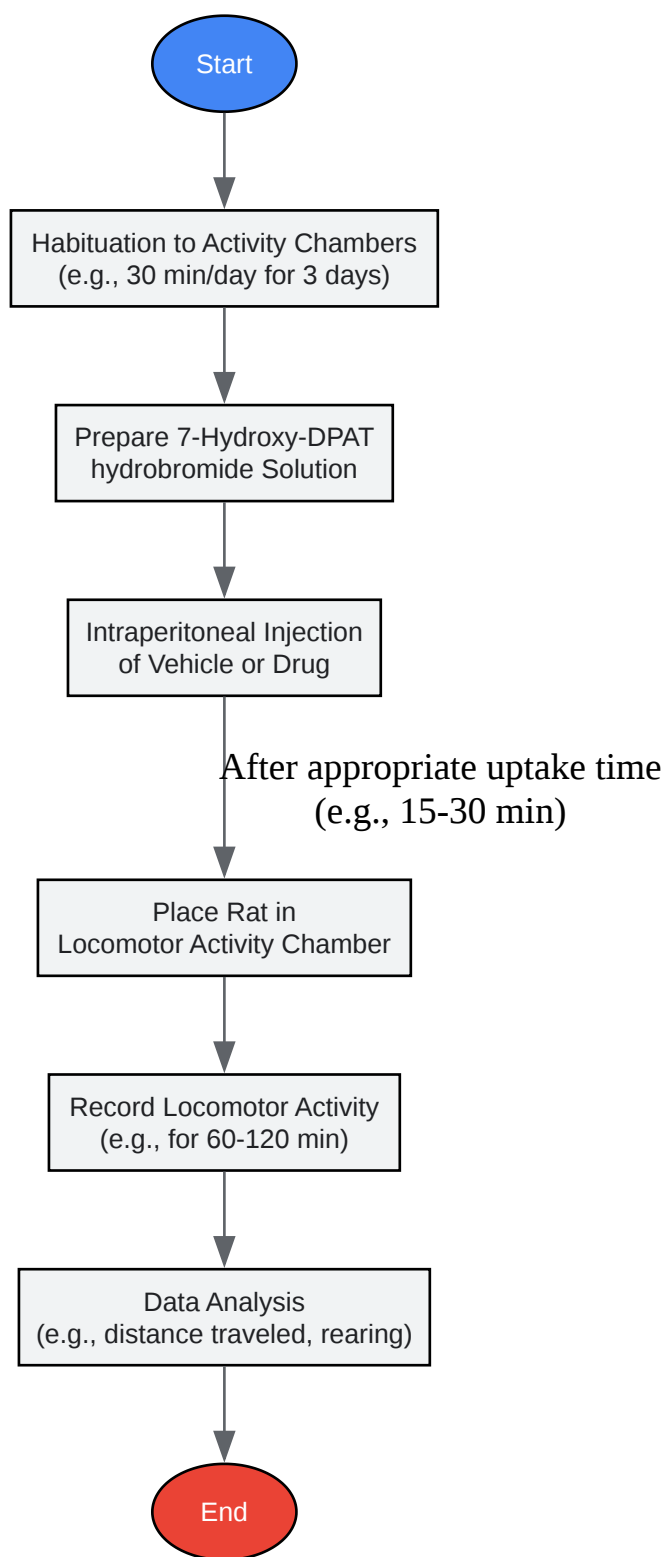 Start
Habituation to Activity Chambers
(e.g., 30 min/day for 3 days)
Prepare 7-Hydroxy-DPAT
hydrobromide Solution
Intraperitoneal Injection
of Vehicle or Drug
After appropriate uptake time
(e.g., 15-30 min)
Place Rat in
Locomotor Activity Chamber
Record Locomotor Activity
(e.g., for 60-120 min)
Data Analysis
(e.g., distance traveled, rearing)
End